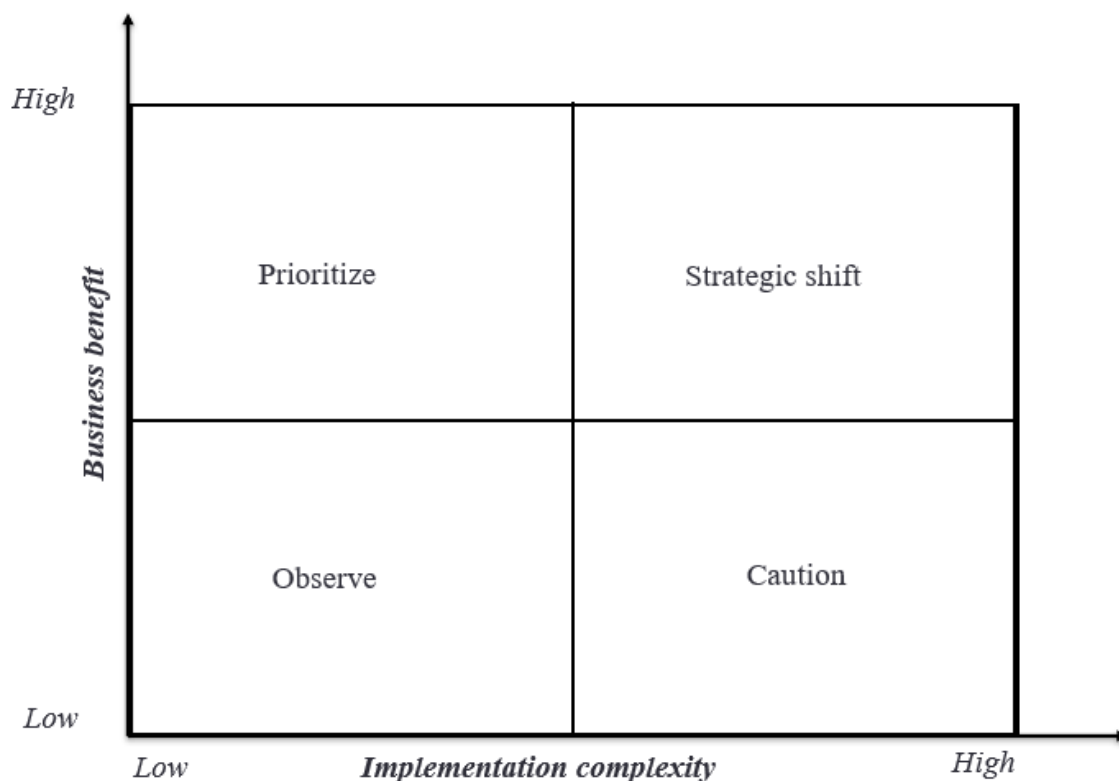 High
Prioritize
Strategic shift
Business benefit
Observe
Caution
Low
Low
Implementation complexity
High